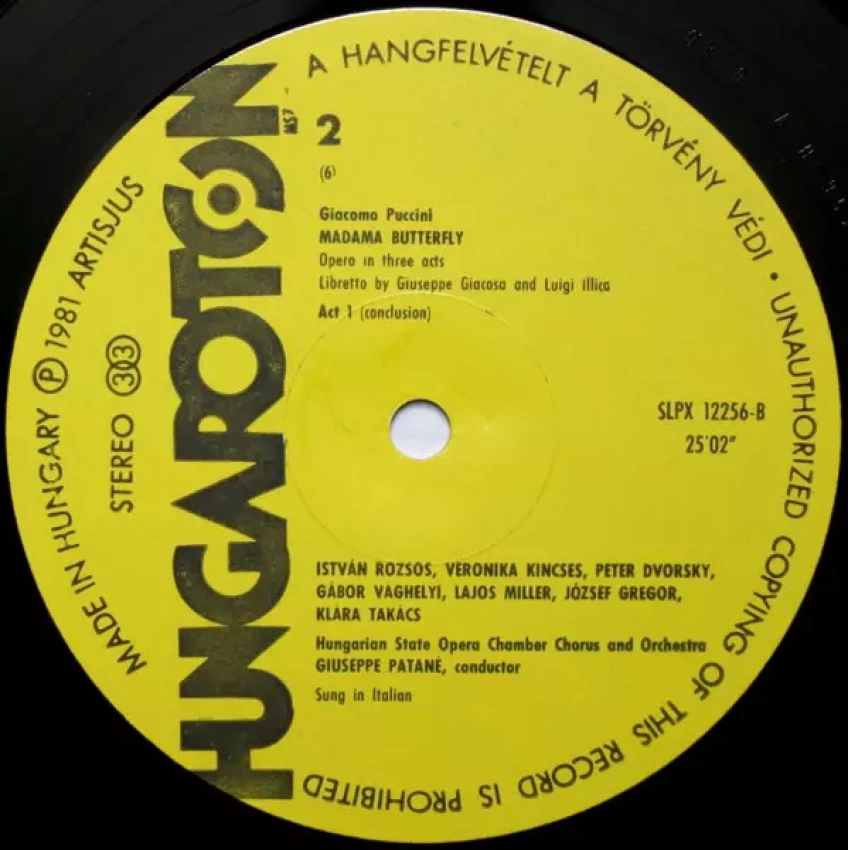 A HANGFELVÉTELT A TÖRVÉNY VÉDI • UNAUTHORIZED COPYING OF THIS RECORD IS PROHIBITED
MADE IN HUNGARY Ⓟ 1981 ARTISJUS
STEREO 33
HUNGAROTON
MS7
2
(6)
Giacomo Puccini
MADAMA BUTTERFLY
Opera in three acts
Libretto by Giuseppe Giacosa and Luigi Illica
Act 1 (conclusion)
SLPX 12256-B
25'02"
ISTVÁN ROZSOS, VERONIKA KINCSES, PETER DVORSKY,
GÁBOR VAGHELYI, LAJOS MILLER, JÓZSEF GREGOR,
KLÁRA TAKÁCS
Hungarian State Opera Chamber Chorus and Orchestra
GIUSEPPE PATANÉ, conductor
Sung in Italian